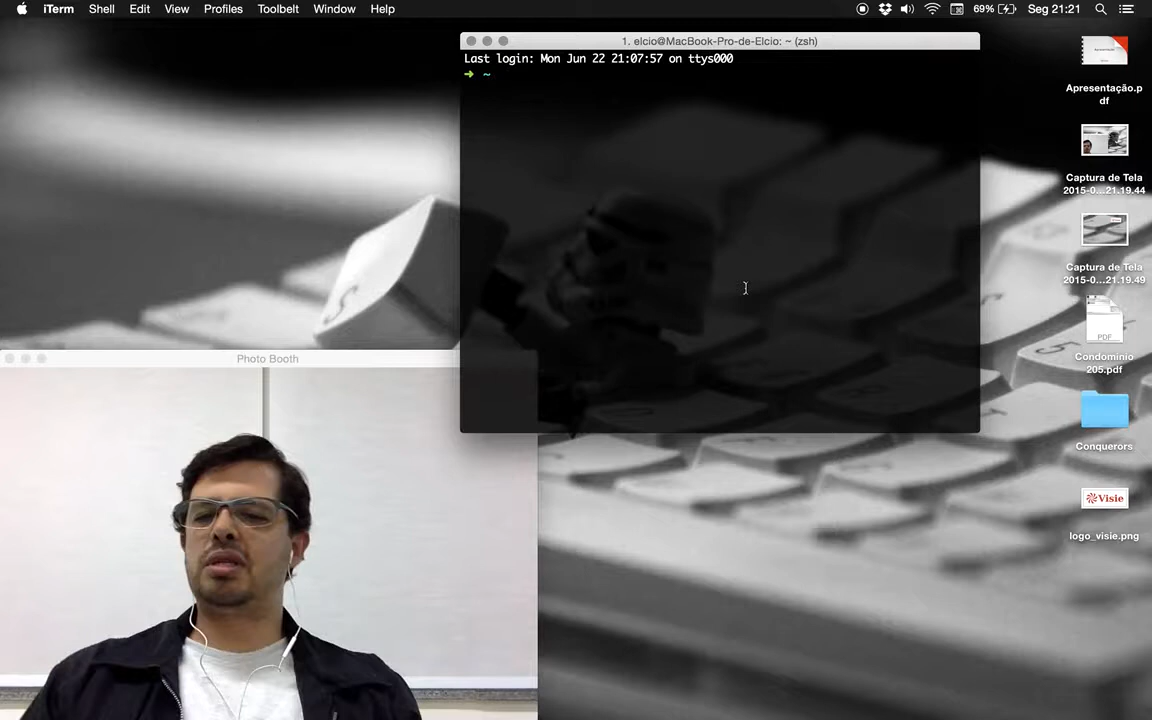 iTerm Shell Edit View Profiles Toolbelt Window Help 69% Seg 21:21
1. elcio@MacBook-Pro-de-Elcio: ~ (zsh)
Last login: Mon Jun 22 21:07:57 on ttys000
➜ ~
Apresentação.p
df
Captura de Tela
2015-0...21.19.44
Captura de Tela
2015-0...21.19.49
PDF
Condominio
205.pdf
Conquerors
Visie
logo_visie.png
Photo Booth